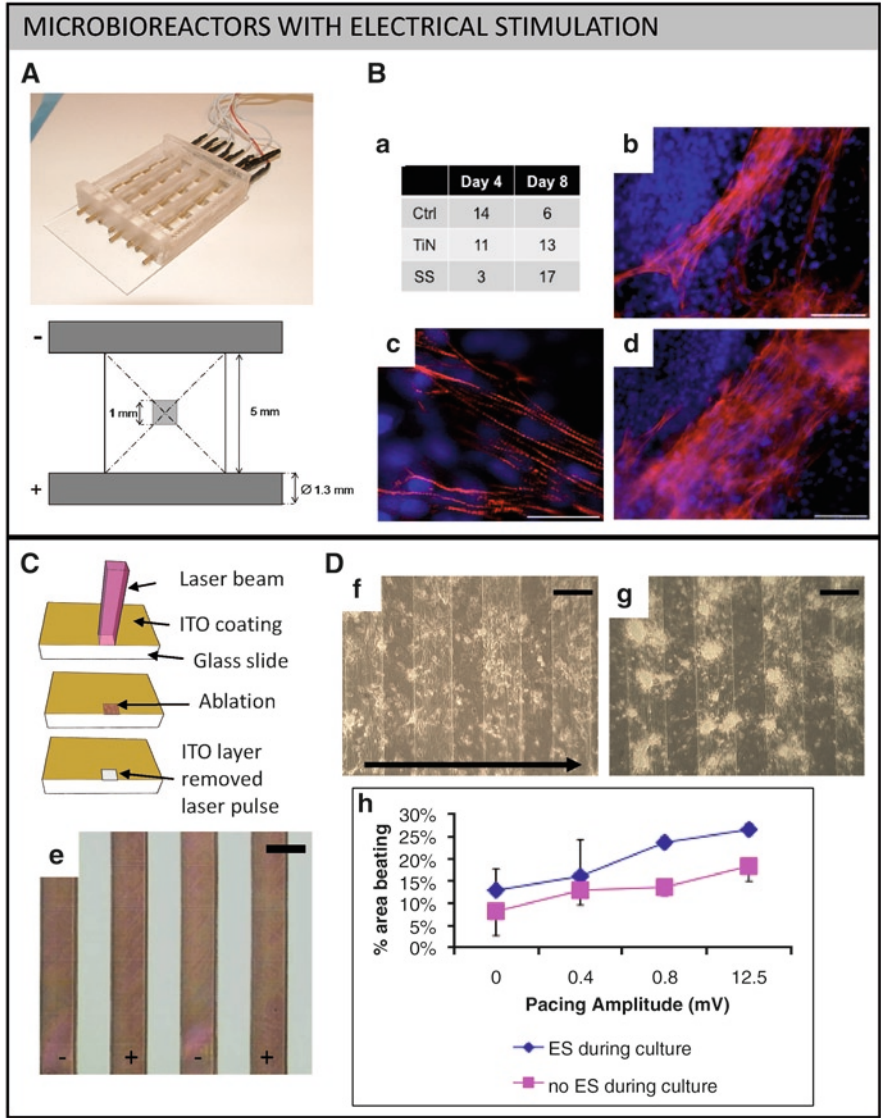 MICROBIOREACTORS WITH ELECTRICAL STIMULATION
A
B
a
Day 4 Day 8
Ctrl 14 6
TiN 11 13
SS 3 17
b
c
d
-
1 mm
5 mm
+
Ø 1.3 mm
C
Laser beam
ITO coating
Glass slide
Ablation
ITO layer
removed
laser pulse
D
f
g
e
- + - +
h
30%
25%
20%
15%
10%
5%
0%
% area beating
0 0.4 0.8 12.5
Pacing Amplitude (mV)
ES during culture
no ES during culture